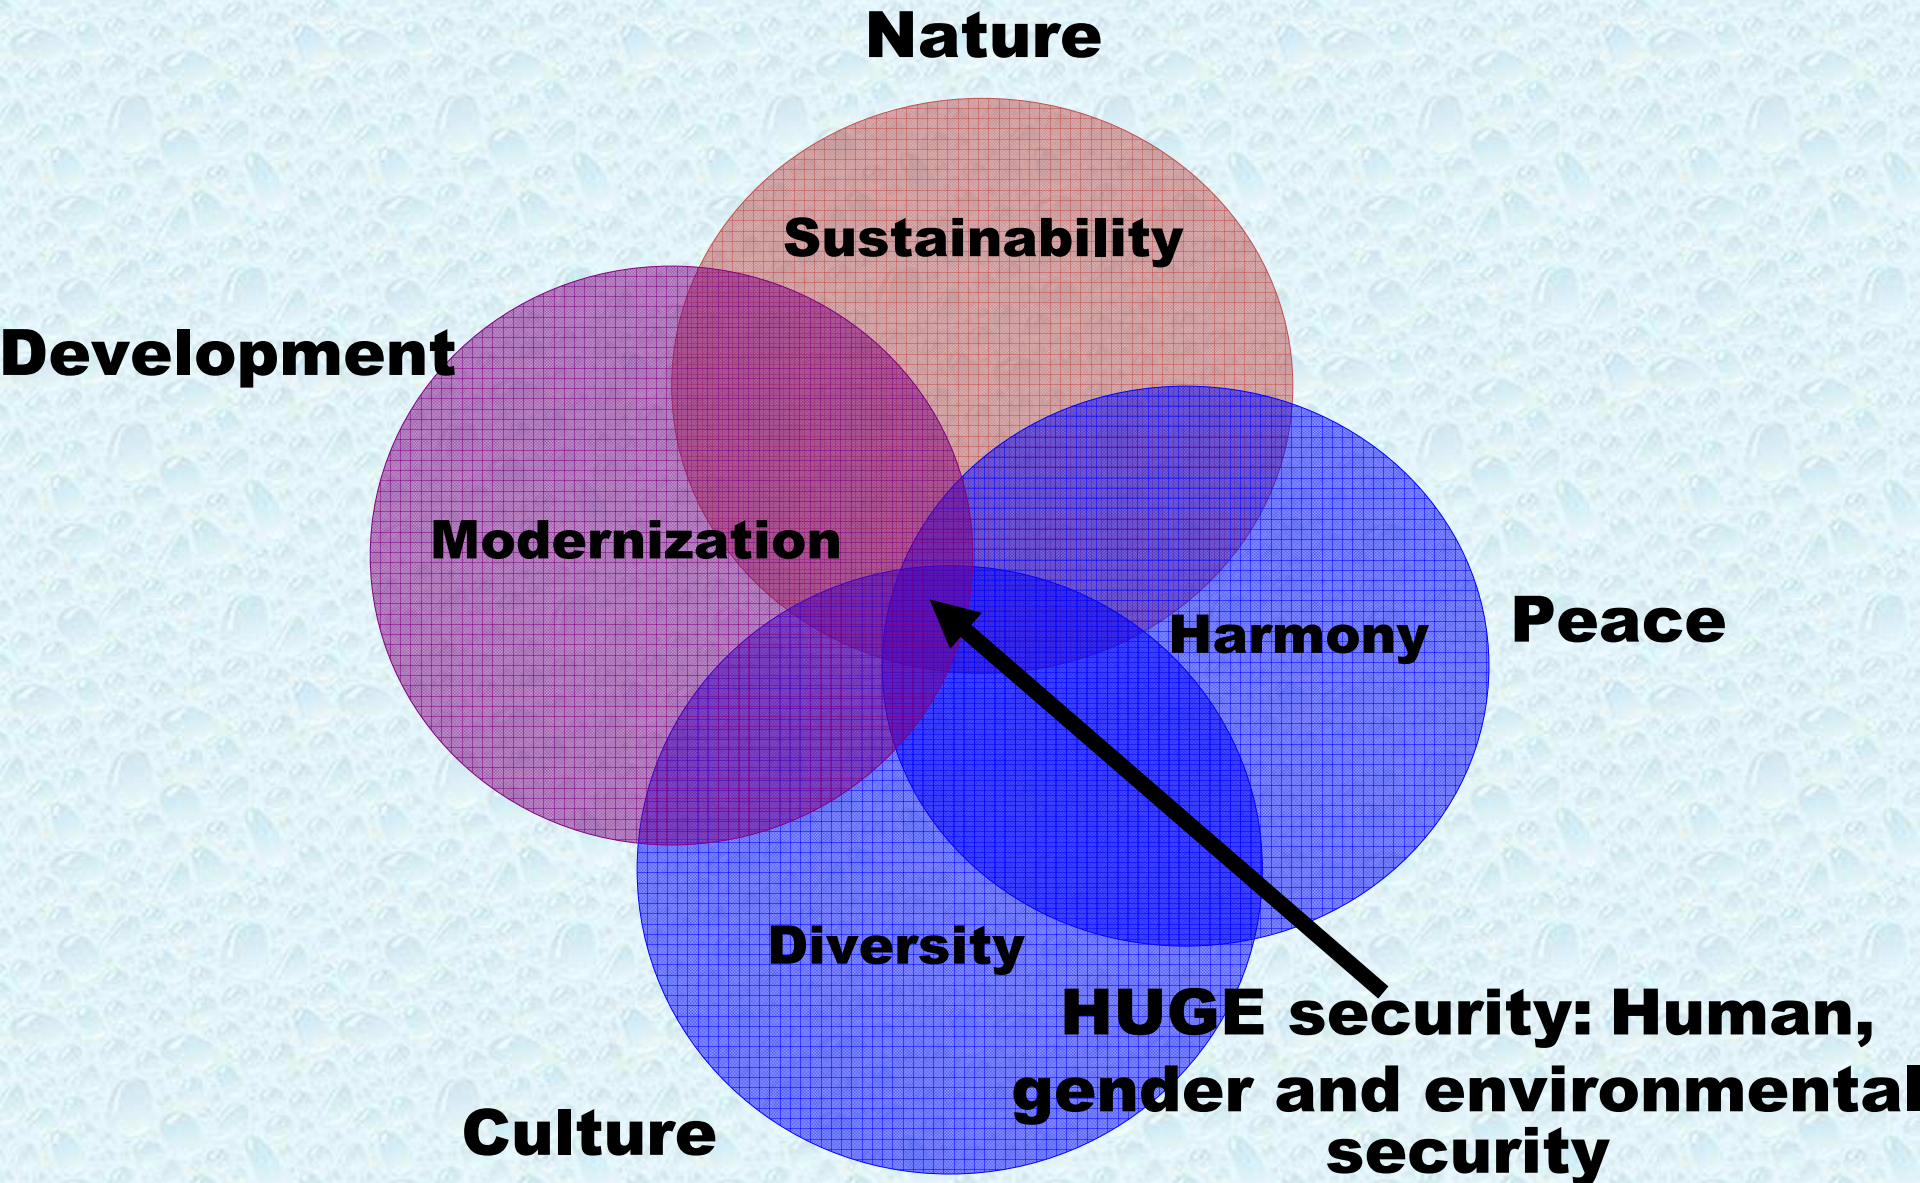 Nature
Sustainability
Development
Modernization
Peace
Harmony
Diversity
HUGE security: Human,
gender and environmental
security
Culture